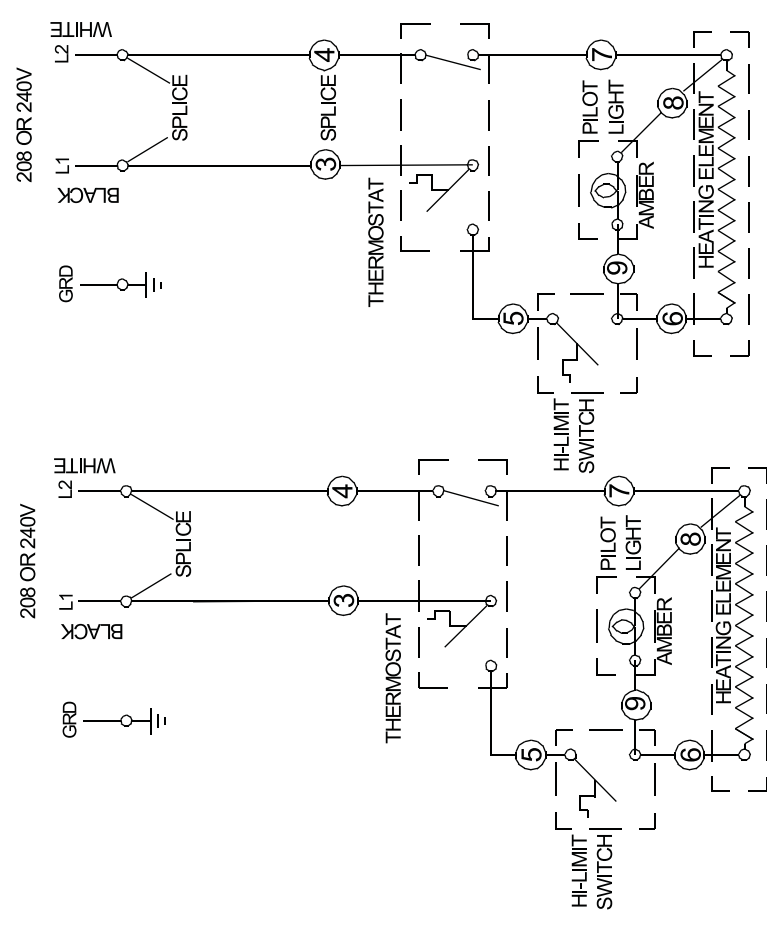 208 OR 240V
L2
WHITE
L1
BLACK
GRD
SPLICE
4
SPLICE
3
THERMOSTAT
7
PILOT
LIGHT
8
AMBER
9
HEATING ELEMENT
5
6
HI-LIMIT
SWITCH
208 OR 240V
L2
WHITE
L1
BLACK
GRD
SPLICE
4
3
THERMOSTAT
7
PILOT
LIGHT
8
AMBER
9
HEATING ELEMENT
5
6
HI-LIMIT
SWITCH